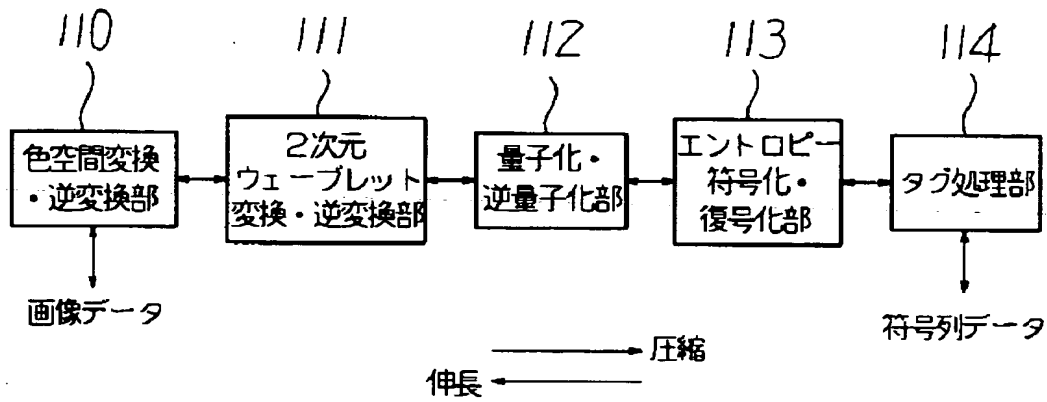 110
111
112
113
114
色空間変換
・逆変換部
2次元
ウェーブレット
変換・逆変換部
量子化・
逆量子化部
エントロピー
符号化・
復号化部
タグ処理部
画像データ
符号列データ
圧縮
伸長